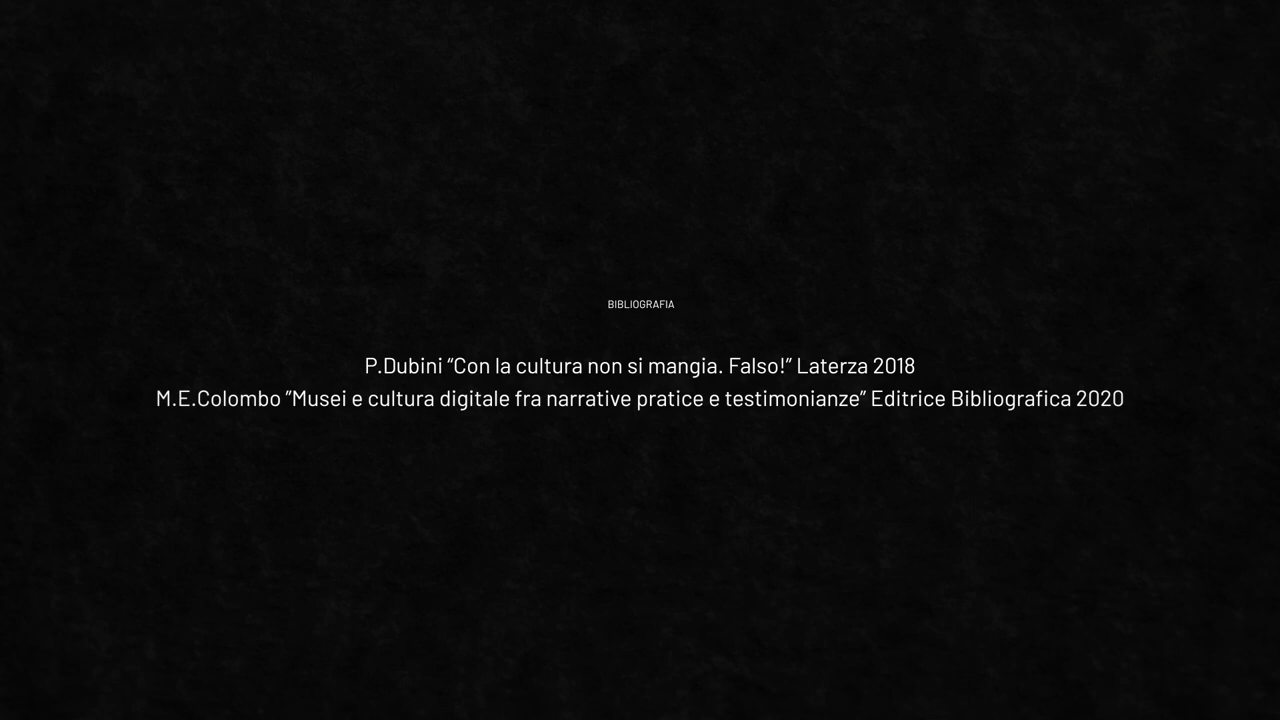 BIBLIOGRAFIA
P.Dubini “Con la cultura non si mangia. Falso!” Laterza 2018
M.E.Colombo ”Musei e cultura digitale fra narrative pratice e testimonianze” Editrice Bibliografica 2020